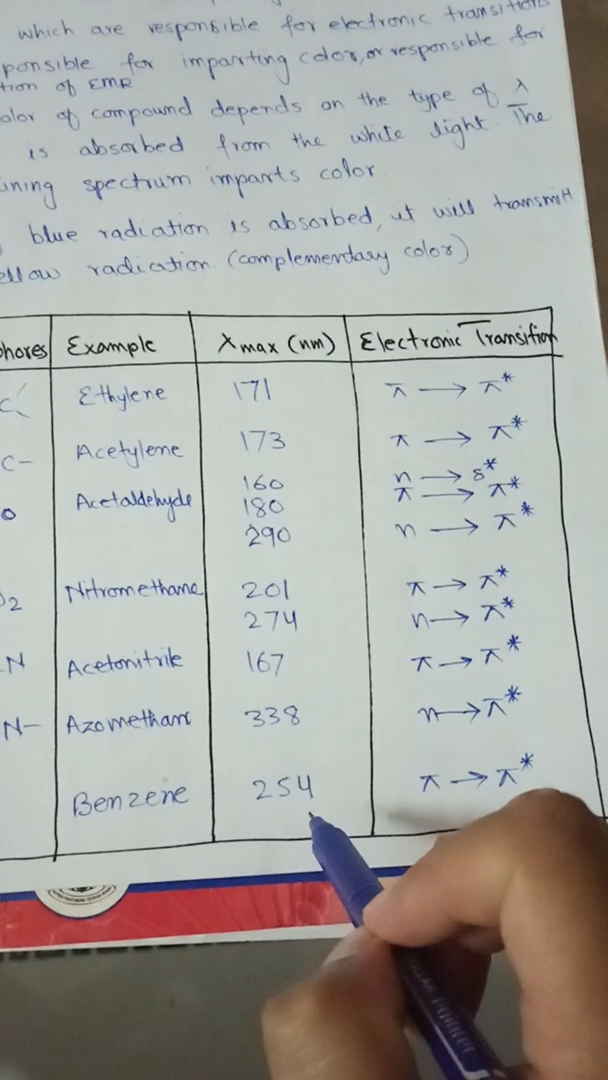 which are responsible for electronic transitions
ponsible for imparting color, or responsible for
tion of EMR
olor of compound depends on the type of λ
is absorbed from the white light. The
ining spectrum imparts color
blue radiation is absorbed, it will transmit
ellow radiation (complementary color)
phores Example λmax (nm) Electronic Transition
C Ethylene 171 π → π*
C- Acetylene 173 π → π*
160 n → δ*
O Acetaldehyde 180 π → π*
290 n → π*
O2 Nitromethane 201 π → π*
274 n → π*
N Acetonitrile 167 π → π*
N- Azomethane 338 n → π*
Benzene 254 π → π*